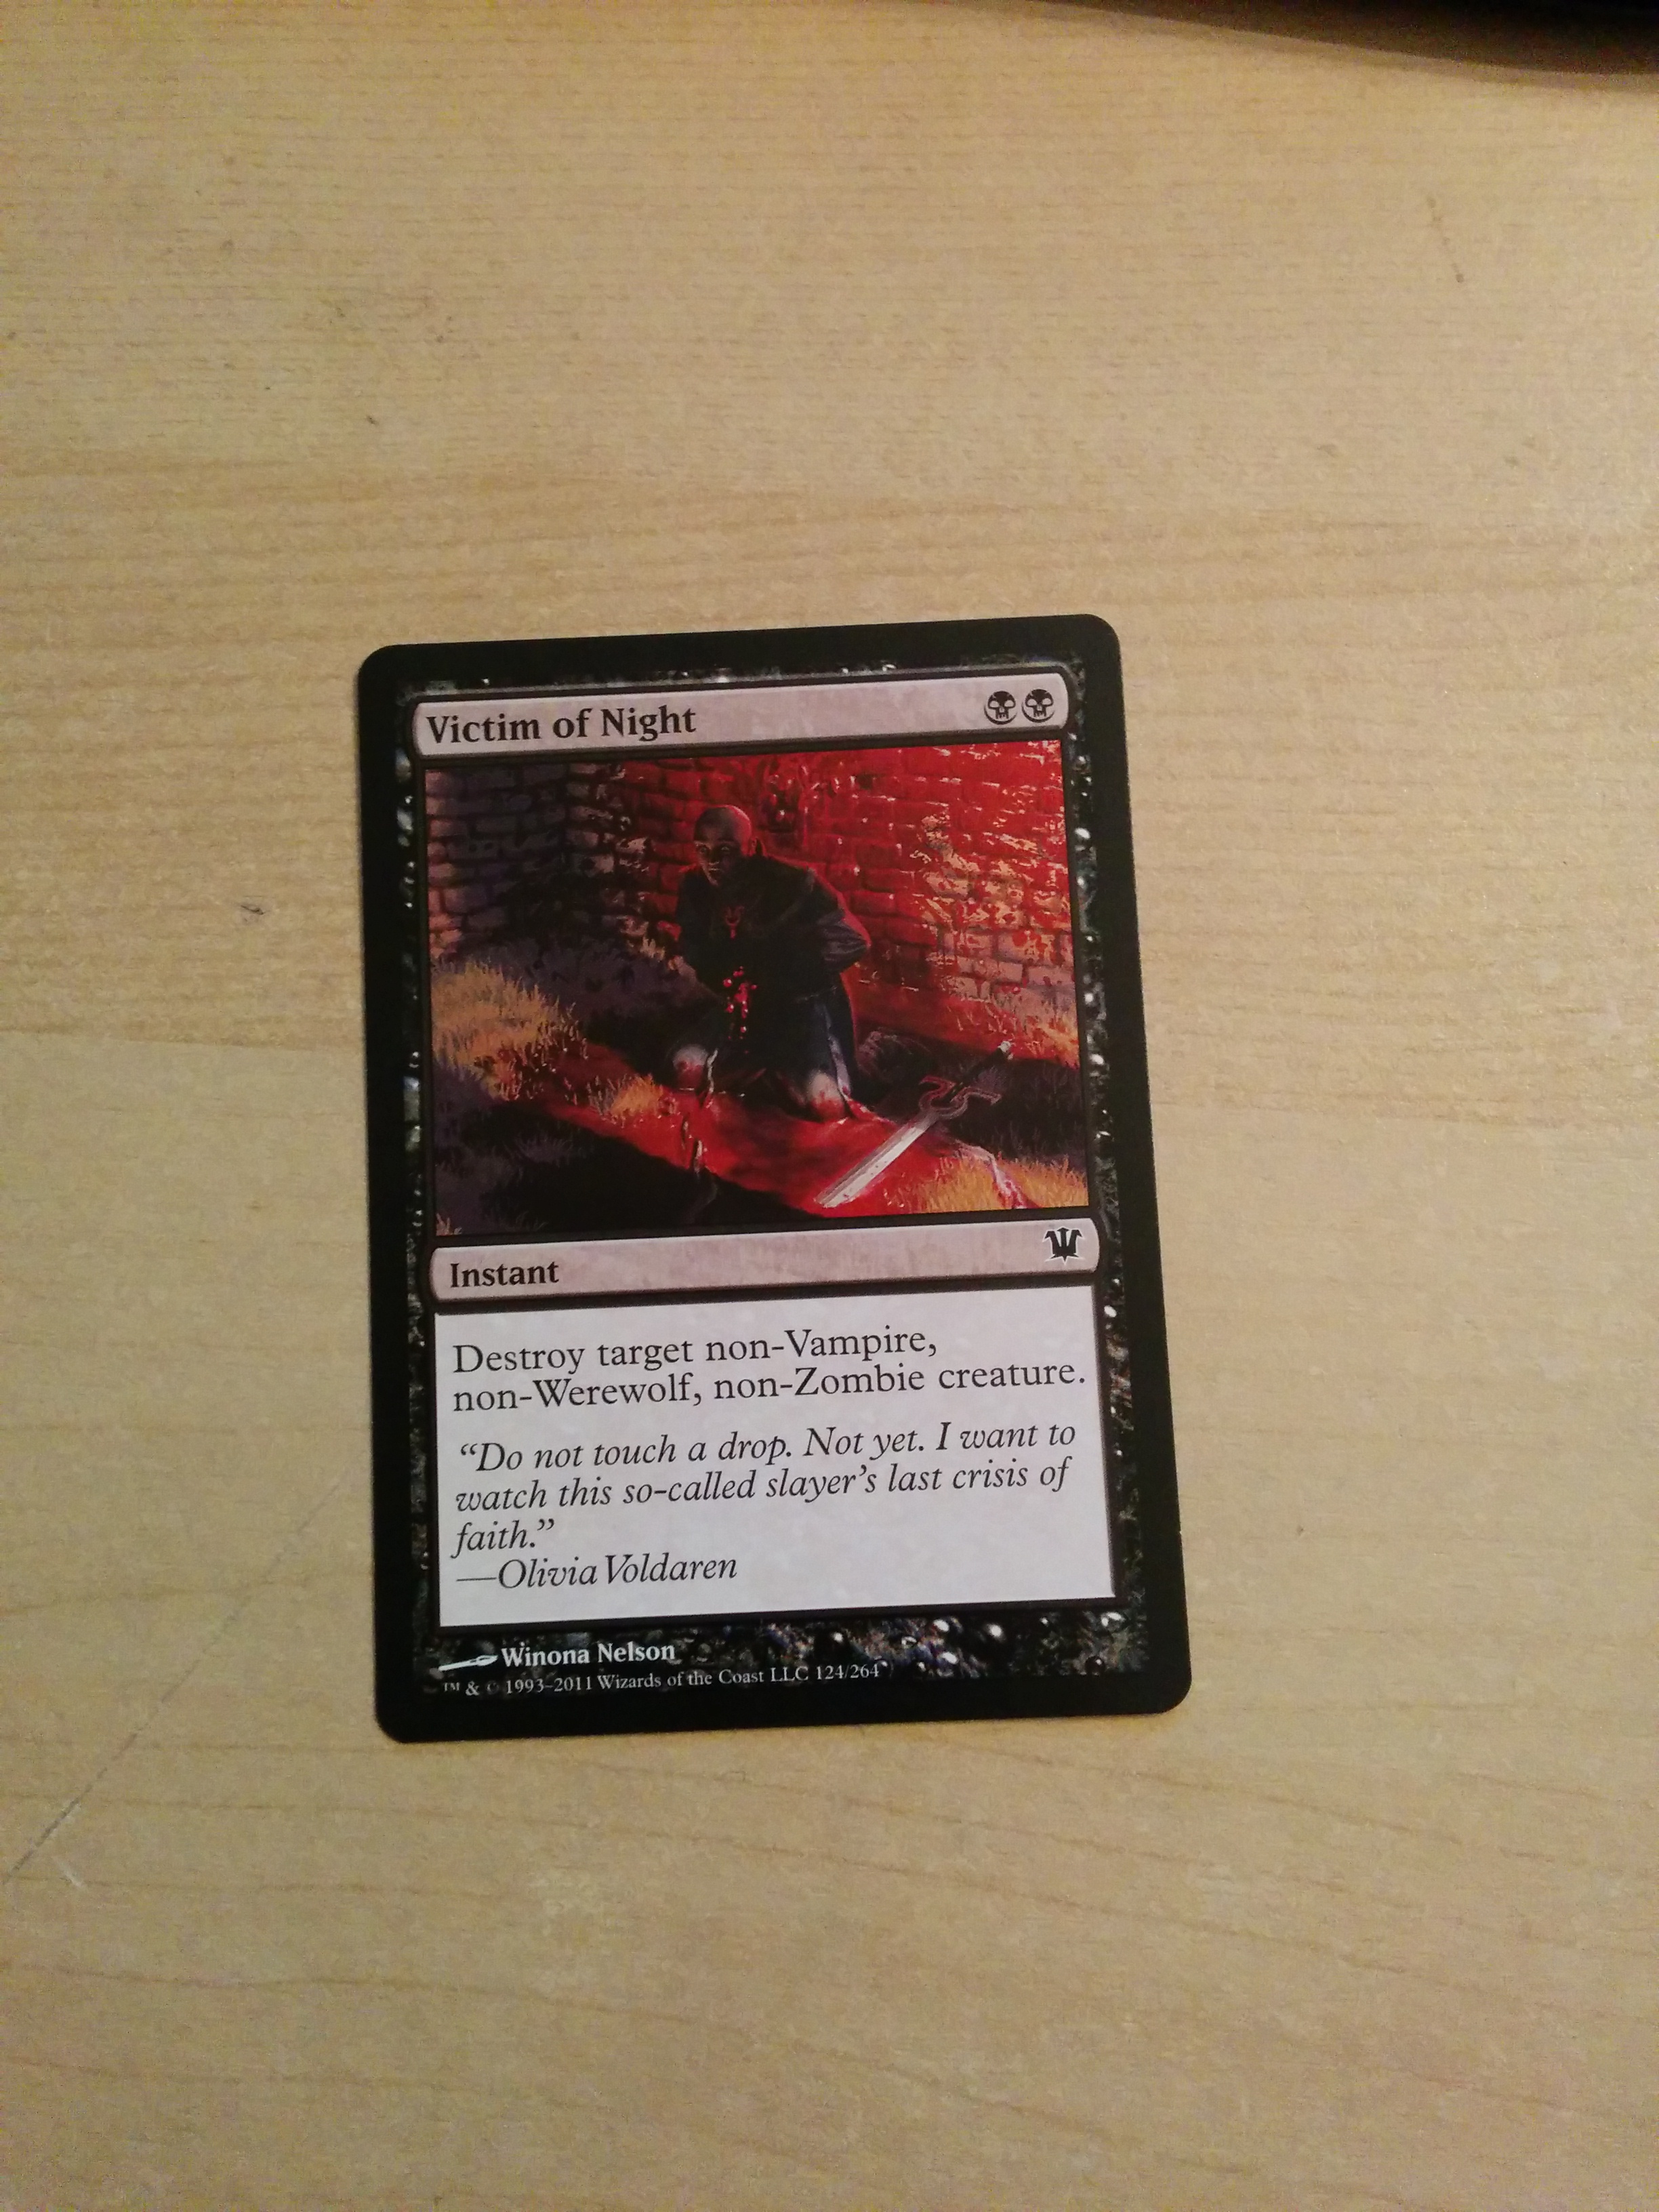 Victim of Night
Instant
Destroy target non-Vampire,
non-Werewolf, non-Zombie creature.
“Do not touch a drop. Not yet. I want to
watch this so-called slayer’s last crisis of
faith.”
—Olivia Voldaren
Winona Nelson
™ & © 1993–2011 Wizards of the Coast LLC 124/264